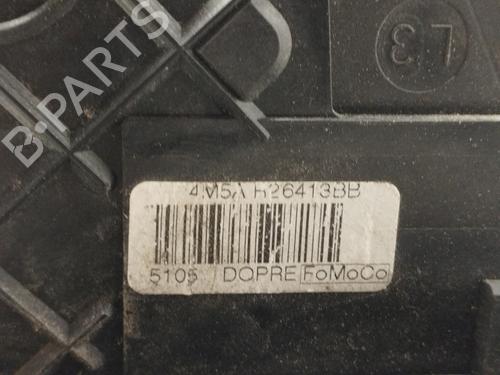 B-PARTS
L3
4M5A R26413BB
5105 DQPRE FoMoCo